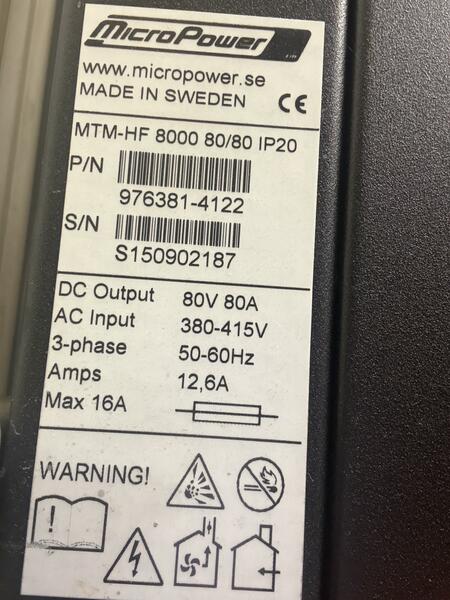 MicroPower
www.micropower.se
MADE IN SWEDEN CE
MTM-HF 8000 80/80 IP20
P/N
976381-4122
S/N
S150902187
DC Output 80V 80A
AC Input 380-415V
3-phase 50-60Hz
Amps 12,6A
Max 16A
WARNING!
!